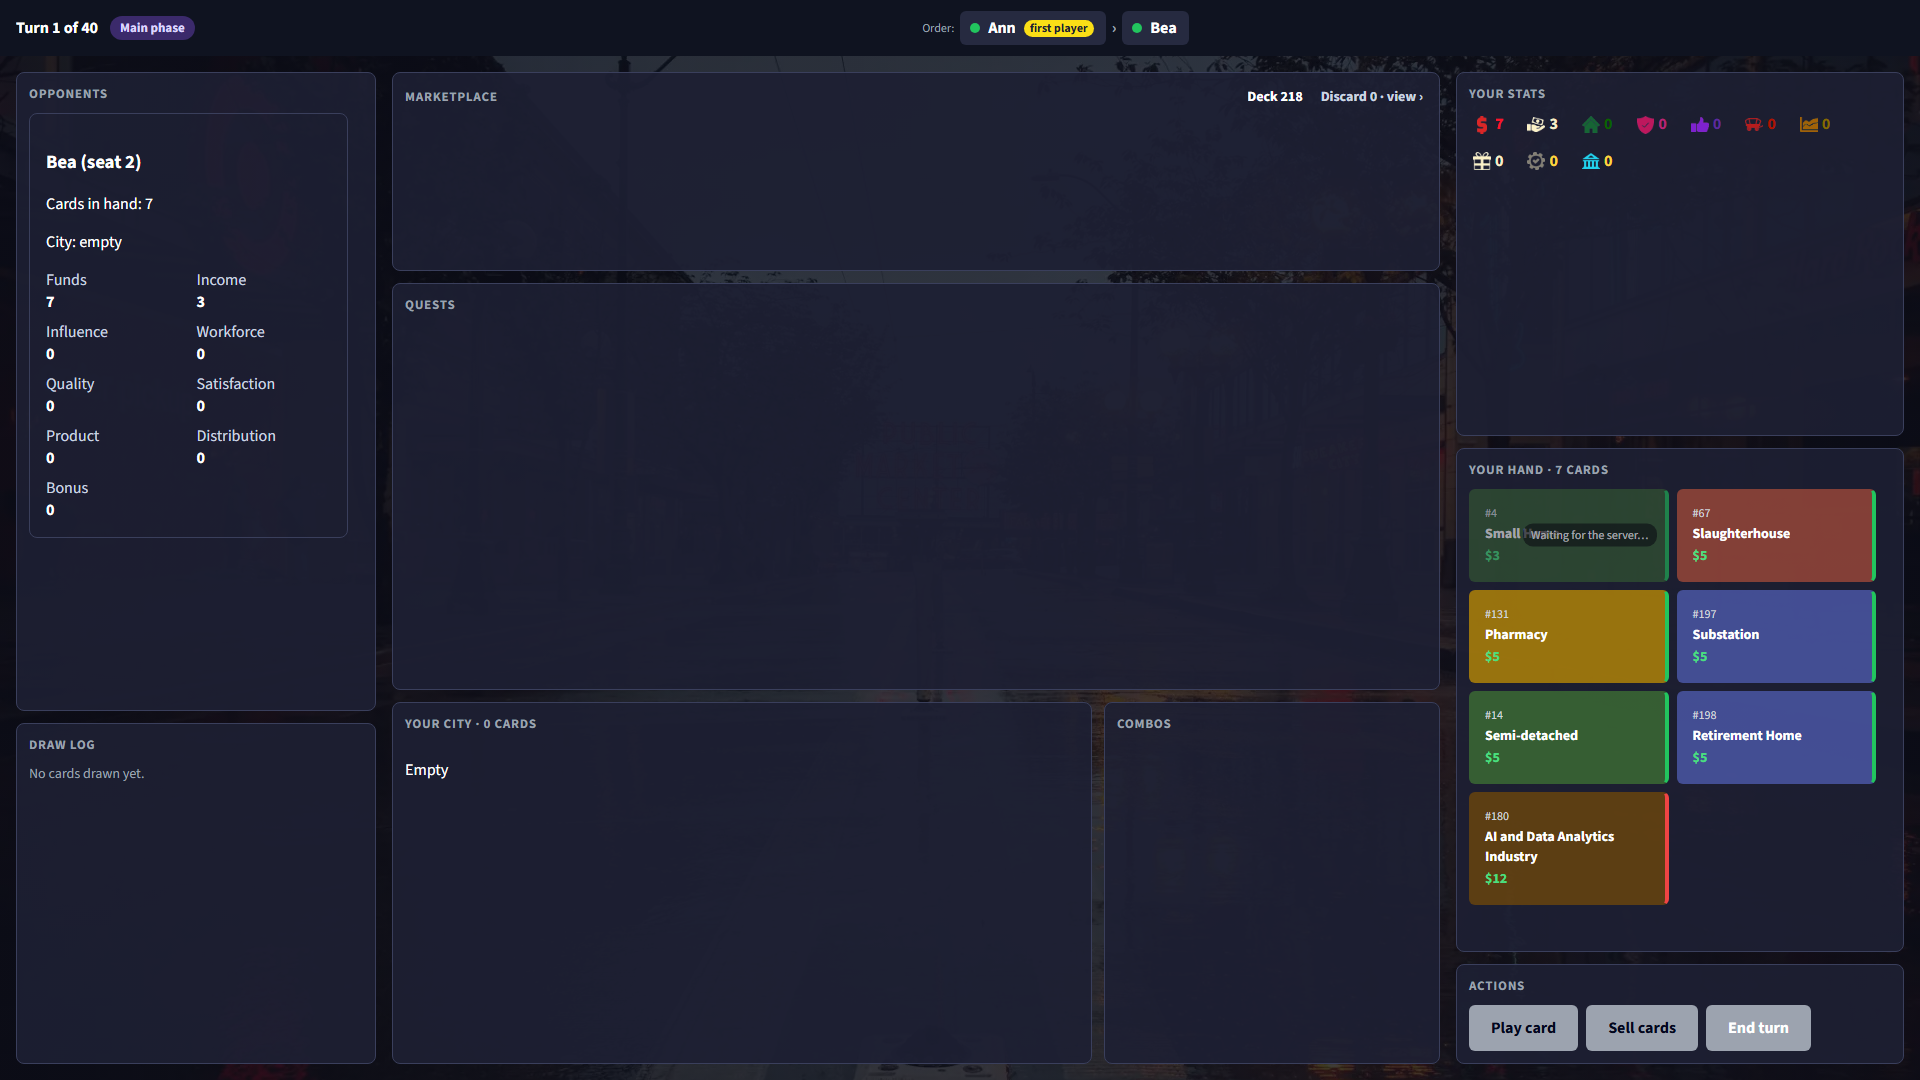 Turn 1 of 40 Main phase
Order: Ann first player › Bea
OPPONENTS
Bea (seat 2)
Cards in hand: 7
City: empty
Funds Income
7 3
Influence Workforce
0 0
Quality Satisfaction
0 0
Product Distribution
0 0
Bonus
0
DRAW LOG
No cards drawn yet.
MARKETPLACE Deck 218 Discard 0 · view ›
QUESTS
YOUR CITY · 0 CARDS
Empty
COMBOS
YOUR STATS
7 3 0 0 0 0 0
0 0 0
YOUR HAND · 7 CARDS
#4
Small
Waiting for the server...
$3
#67
Slaughterhouse
$5
#131
Pharmacy
$5
#197
Substation
$5
#14
Semi-detached
$5
#198
Retirement Home
$5
#180
AI and Data Analytics
Industry
$12
ACTIONS
Play card Sell cards End turn